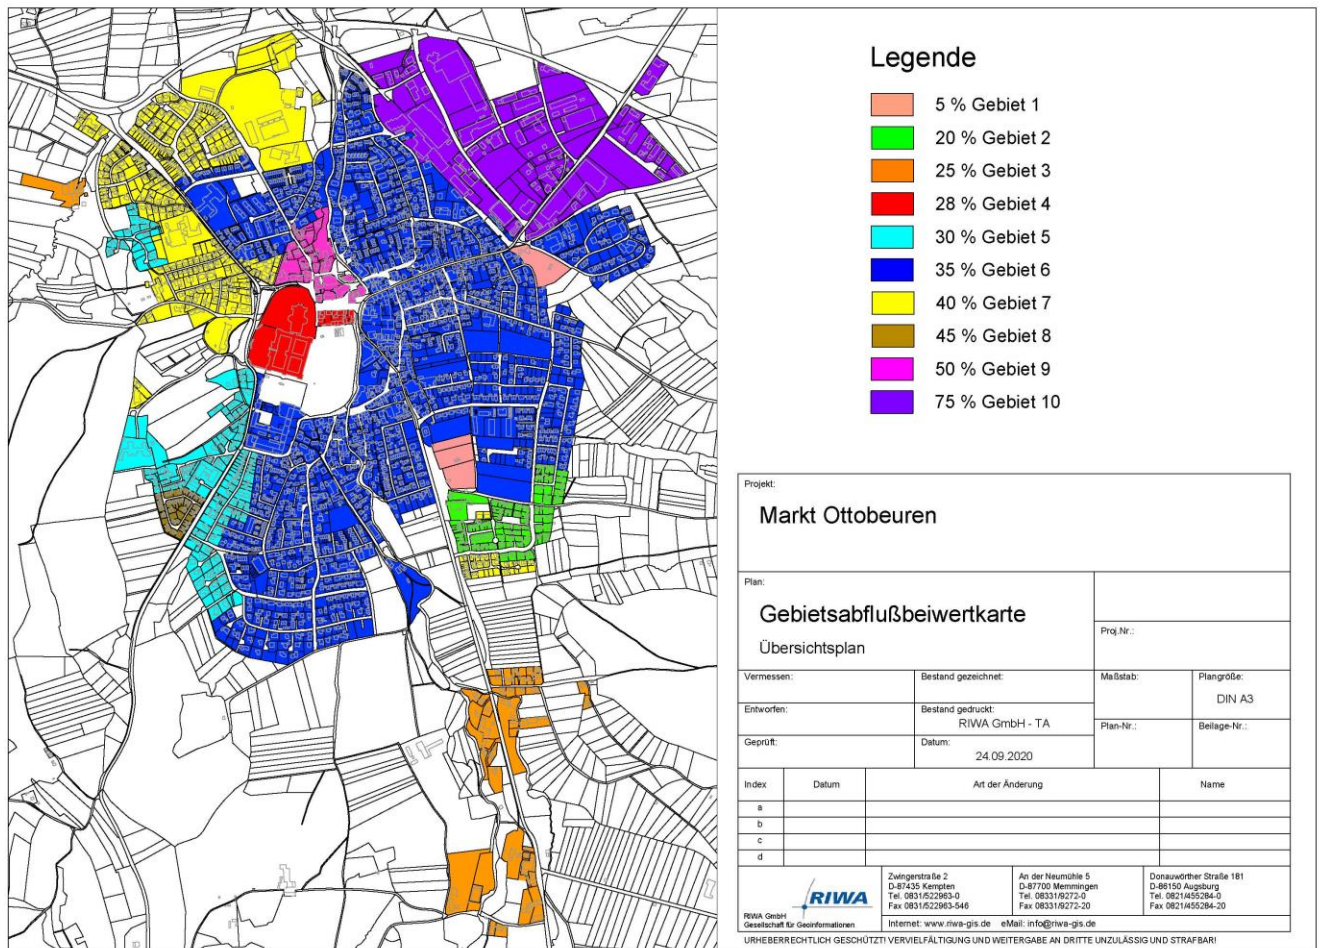 Legende
5 % Gebiet 1
20 % Gebiet 2
25 % Gebiet 3
28 % Gebiet 4
30 % Gebiet 5
35 % Gebiet 6
40 % Gebiet 7
45 % Gebiet 8
50 % Gebiet 9
75 % Gebiet 10
Projekt:
Markt Ottobeuren
Plan:
Gebietsabflußbeiwertkarte
Übersichtsplan
Proj.Nr.:
Vermessen:
Bestand gezeichnet:
Maßstab:
Plangröße:
DIN A3
Entworfen:
Bestand gedruckt:
RIWA GmbH - TA
Plan-Nr.:
Beilage-Nr.:
Geprüft:
Datum:
24.09.2020
Index Datum Art der Änderung Name
a
b
c
d
RIWA
RIWA GmbH
Gesellschaft für Geoinformationen
Zwingerstraße 2
D-87435 Kempten
Tel. 0831/522963-0
Fax 0831/522963-546
An der Neumühle 5
D-87700 Memmingen
Tel. 08331/9272-0
Fax 08331/9272-20
Donauwörther Straße 181
D-86150 Augsburg
Tel. 0821/455284-0
Fax 0821/455284-20
Internet: www.riwa-gis.de eMail: info@riwa-gis.de
URHEBERRECHTLICH GESCHÜTZT! VERVIELFÄLTIGUNG UND WEITERGABE AN DRITTE UNZULÄSSIG UND STRAFBAR!